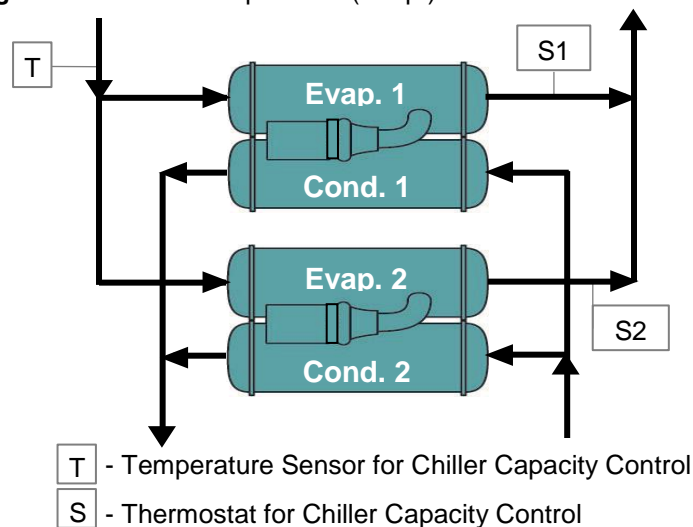 T
S1
Evap. 1
Cond. 1
Evap. 2
S2
Cond. 2
T - Temperature Sensor for Chiller Capacity Control
S - Thermostat for Chiller Capacity Control